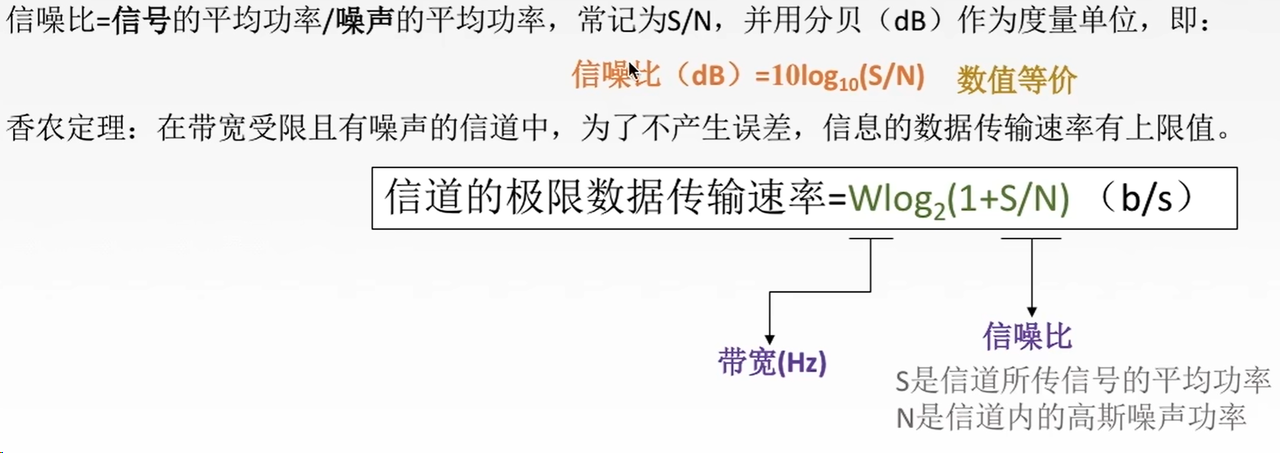 信噪比=信号的平均功率/噪声的平均功率，常记为S/N，并用分贝（dB）作为度量单位，即：
信噪比（dB）=10log₁₀(S/N) 数值等价
香农定理：在带宽受限且有噪声的信道中，为了不产生误差，信息的数据传输速率有上限值。
信道的极限数据传输速率=Wlog₂(1+S/N) （b/s）
带宽(Hz)
信噪比
S是信道所传信号的平均功率
N是信道内的高斯噪声功率